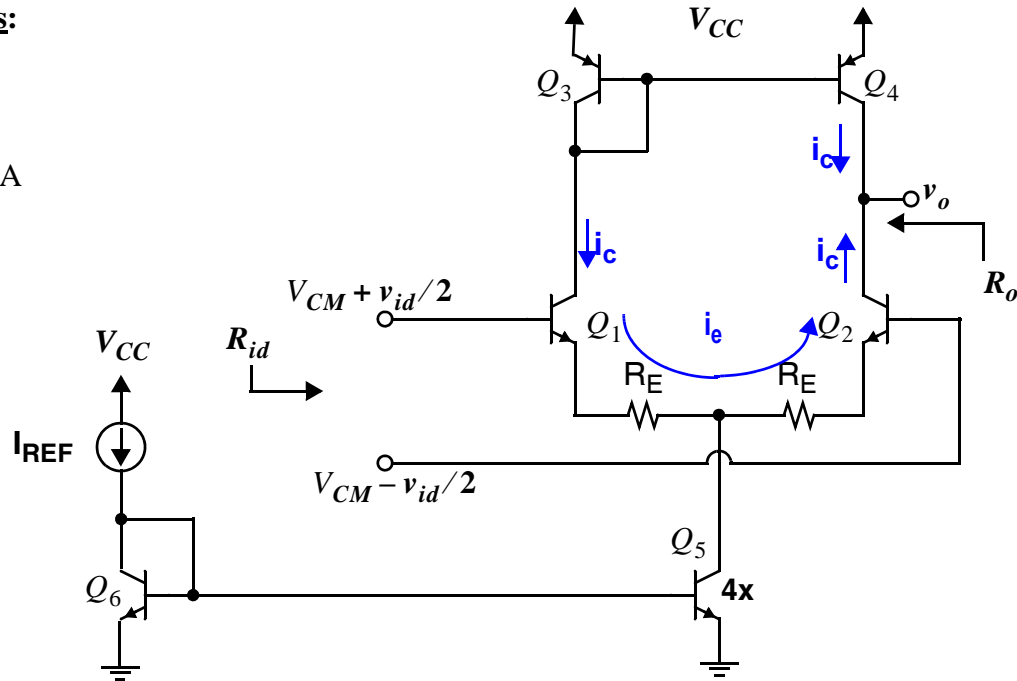 s:
V_CC
Q_3
Q_4
i_c
A
v_o
i_c
i_c
R_o
V_CM + v_id/2
Q_1
i_e
Q_2
V_CC
R_id
R_E
R_E
I_REF
V_CM − v_id/2
Q_5
Q_6
4x